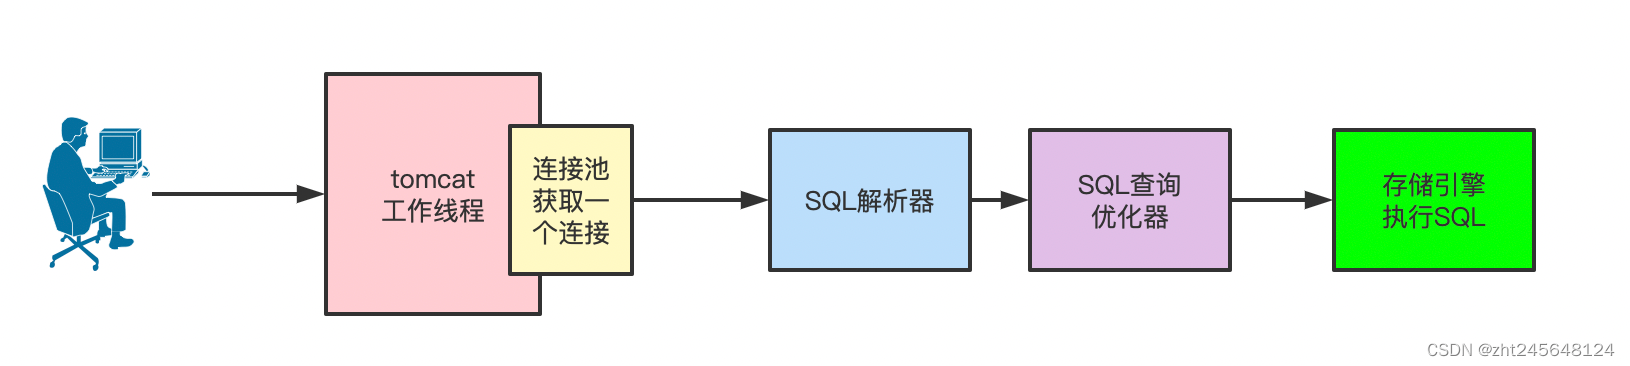 tomcat
工作线程
连接池
获取一
个连接
SQL解析器
SQL查询
优化器
存储引擎
执行SQL
CSDN @zht245648124